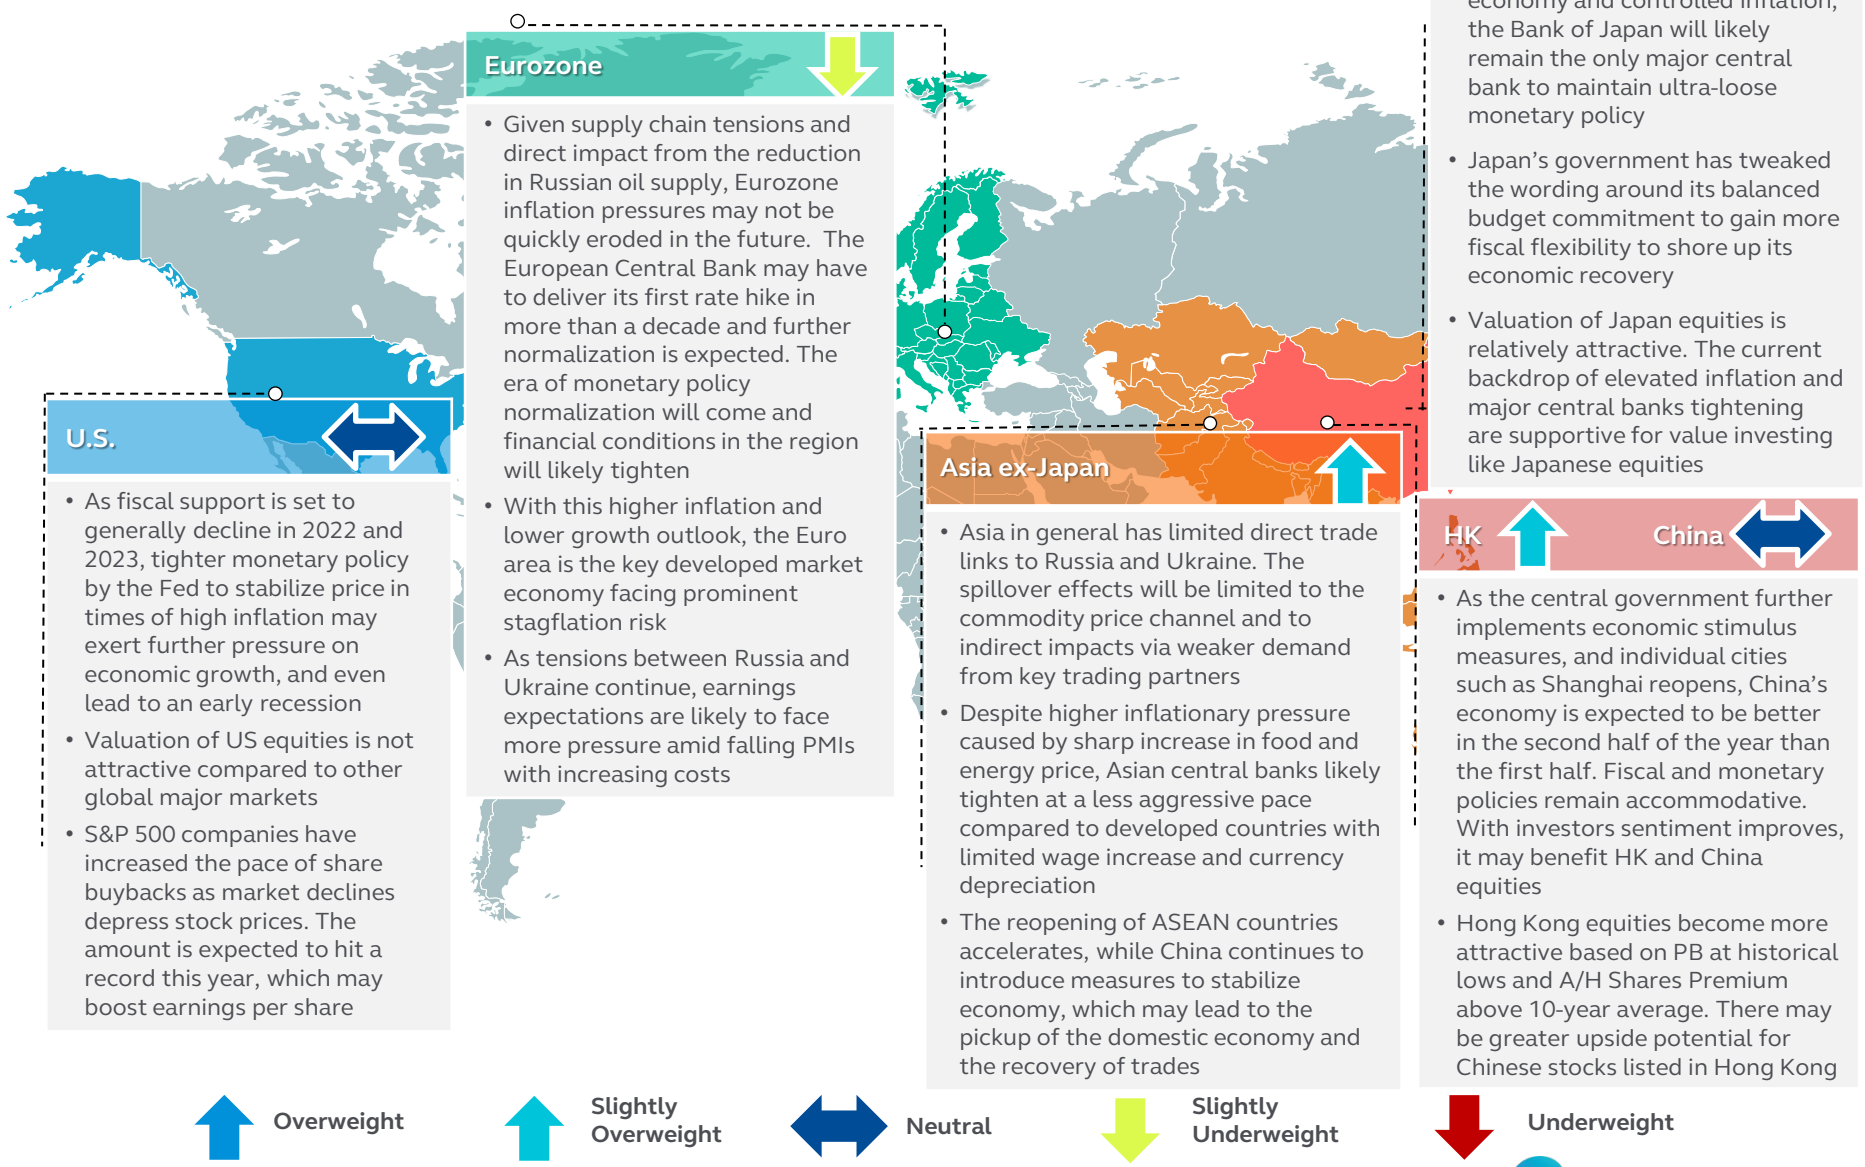 Eurozone
• Given supply chain tensions and
direct impact from the reduction
in Russian oil supply, Eurozone
inflation pressures may not be
quickly eroded in the future.  The
European Central Bank may have
to deliver its first rate hike in
more than a decade and further
normalization is expected. The
era of monetary policy
normalization will come and
financial conditions in the region
will likely tighten
• With this higher inflation and
lower growth outlook, the Euro
area is the key developed market
economy facing prominent
stagflation risk
• As tensions between Russia and
Ukraine continue, earnings
expectations are likely to face
more pressure amid falling PMIs
with increasing costs
economy and controlled inflation,
the Bank of Japan will likely
remain the only major central
bank to maintain ultra-loose
monetary policy
• Japan’s government has tweaked
the wording around its balanced
budget commitment to gain more
fiscal flexibility to shore up its
economic recovery
• Valuation of Japan equities is
relatively attractive. The current
backdrop of elevated inflation and
major central banks tightening
are supportive for value investing
like Japanese equities
U.S.
• As fiscal support is set to
generally decline in 2022 and
2023, tighter monetary policy
by the Fed to stabilize price in
times of high inflation may
exert further pressure on
economic growth, and even
lead to an early recession
• Valuation of US equities is not
attractive compared to other
global major markets
• S&P 500 companies have
increased the pace of share
buybacks as market declines
depress stock prices. The
amount is expected to hit a
record this year, which may
boost earnings per share
Asia ex-Japan
• Asia in general has limited direct trade
links to Russia and Ukraine. The
spillover effects will be limited to the
commodity price channel and to
indirect impacts via weaker demand
from key trading partners
• Despite higher inflationary pressure
caused by sharp increase in food and
energy price, Asian central banks likely
tighten at a less aggressive pace
compared to developed countries with
limited wage increase and currency
depreciation
• The reopening of ASEAN countries
accelerates, while China continues to
introduce measures to stabilize
economy, which may lead to the
pickup of the domestic economy and
the recovery of trades
HK China
• As the central government further
implements economic stimulus
measures, and individual cities
such as Shanghai reopens, China’s
economy is expected to be better
in the second half of the year than
the first half. Fiscal and monetary
policies remain accommodative.
With investors sentiment improves,
it may benefit HK and China
equities
• Hong Kong equities become more
attractive based on PB at historical
lows and A/H Shares Premium
above 10-year average. There may
be greater upside potential for
Chinese stocks listed in Hong Kong
Overweight
Slightly
Overweight
Neutral
Slightly
Underweight
Underweight